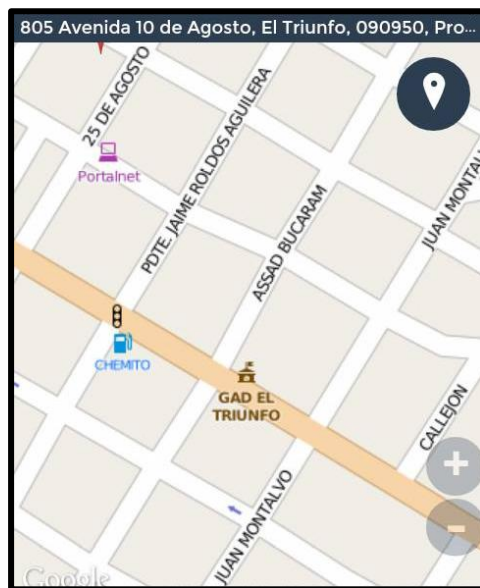 805 Avenida 10 de Agosto, El Triunfo, 090950, Pro...
25 DE AGOSTO
PDTE. JAIME ROLDOS AGUILERA
Portalnet
ASSAD BUCARAM
JUAN MONTALV
CHEMITO
GAD EL
TRIUNFO
CALLEJON
JUAN MONTALVO
Google